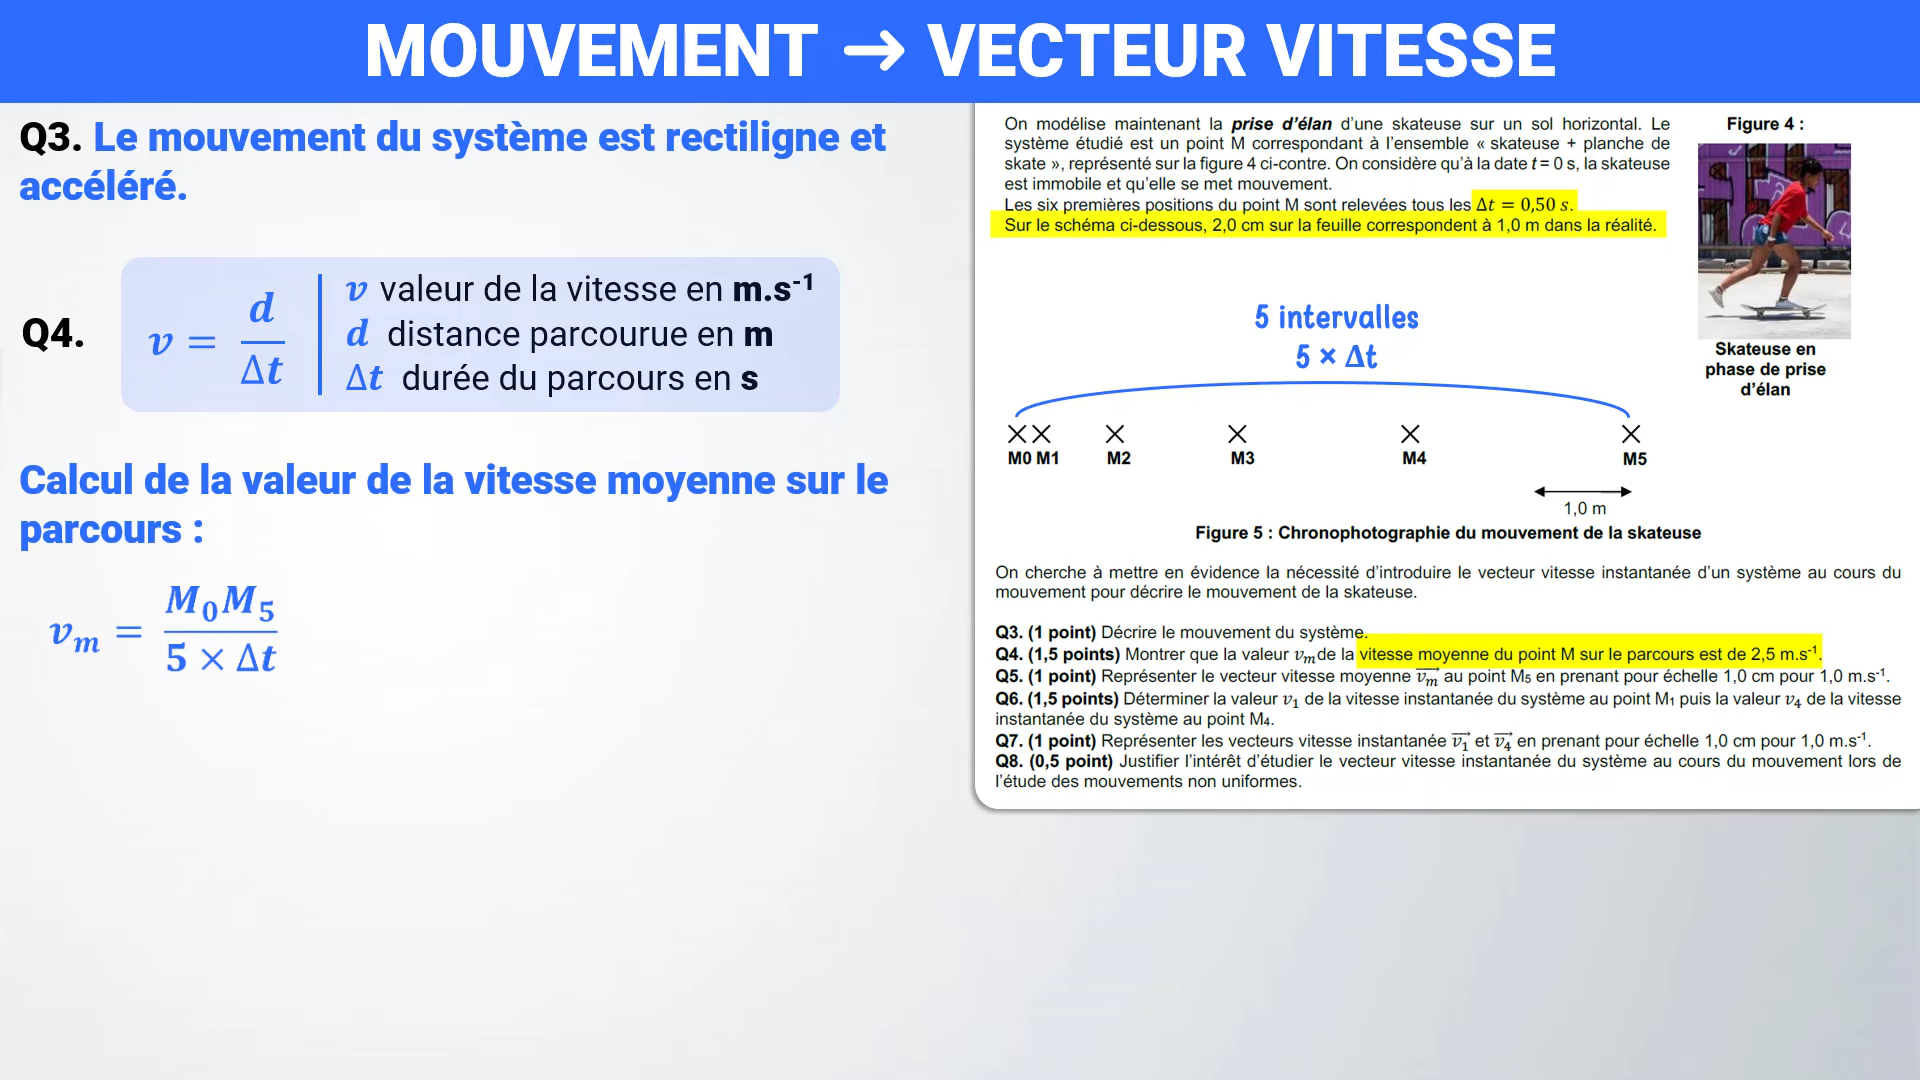 MOUVEMENT → VECTEUR VITESSE
Q3. Le mouvement du système est rectiligne et
accéléré.
Q4.
v = d / Δt
v valeur de la vitesse en m.s⁻¹
d distance parcourue en m
Δt durée du parcours en s
Calcul de la valeur de la vitesse moyenne sur le
parcours :
vₘ = M₀M₅ / 5 × Δt
On modélise maintenant la prise d’élan d’une skateuse sur un sol horizontal. Le
système étudié est un point M correspondant à l’ensemble « skateuse + planche de
skate », représenté sur la figure 4 ci-contre. On considère qu’à la date t = 0 s, la skateuse
est immobile et qu’elle se met mouvement.
Les six premières positions du point M sont relevées tous les Δt = 0,50 s.
Sur le schéma ci-dessous, 2,0 cm sur la feuille correspondent à 1,0 m dans la réalité.
Figure 4 :
Skateuse en
phase de prise
d’élan
5 intervalles
5 × Δt
M0 M1 M2 M3 M4 M5
1,0 m
Figure 5 : Chronophotographie du mouvement de la skateuse
On cherche à mettre en évidence la nécessité d’introduire le vecteur vitesse instantanée d’un système au cours du
mouvement pour décrire le mouvement de la skateuse.
Q3. (1 point) Décrire le mouvement du système.
Q4. (1,5 points) Montrer que la valeur vₘde la vitesse moyenne du point M sur le parcours est de 2,5 m.s⁻¹.
Q5. (1 point) Représenter le vecteur vitesse moyenne v⃗ₘ au point M₅ en prenant pour échelle 1,0 cm pour 1,0 m.s⁻¹.
Q6. (1,5 points) Déterminer la valeur v₁ de la vitesse instantanée du système au point M₁ puis la valeur v₄ de la vitesse
instantanée du système au point M₄.
Q7. (1 point) Représenter les vecteurs vitesse instantanée v⃗₁ et v⃗₄ en prenant pour échelle 1,0 cm pour 1,0 m.s⁻¹.
Q8. (0,5 point) Justifier l’intérêt d’étudier le vecteur vitesse instantanée du système au cours du mouvement lors de
l’étude des mouvements non uniformes.